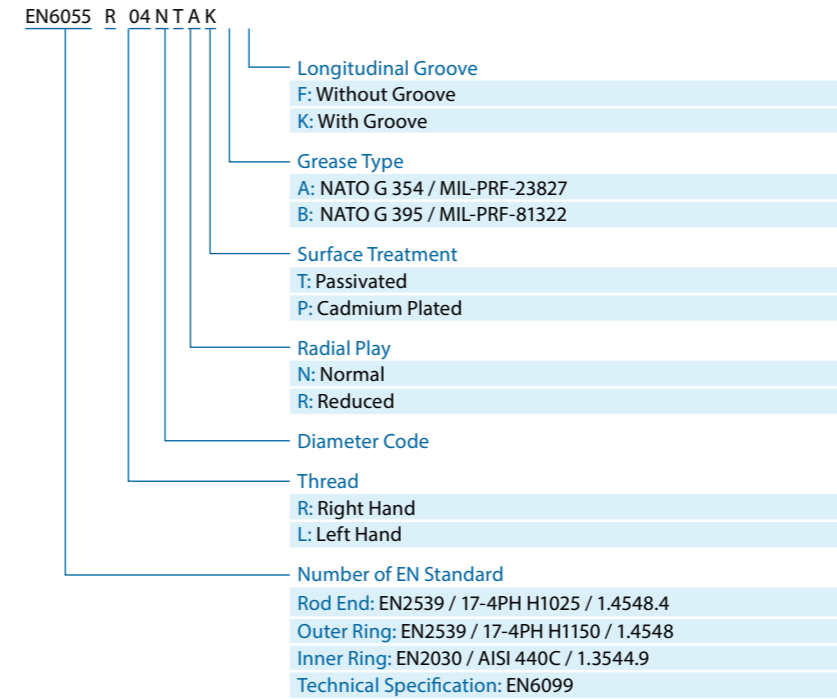 EN6055 R 04 N T A K
Longitudinal Groove
F: Without Groove
K: With Groove
Grease Type
A: NATO G 354 / MIL-PRF-23827
B: NATO G 395 / MIL-PRF-81322
Surface Treatment
T: Passivated
P: Cadmium Plated
Radial Play
N: Normal
R: Reduced
Diameter Code
Thread
R: Right Hand
L: Left Hand
Number of EN Standard
Rod End: EN2539 / 17-4PH H1025 / 1.4548.4
Outer Ring: EN2539 / 17-4PH H1150 / 1.4548
Inner Ring: EN2030 / AISI 440C / 1.3544.9
Technical Specification: EN6099